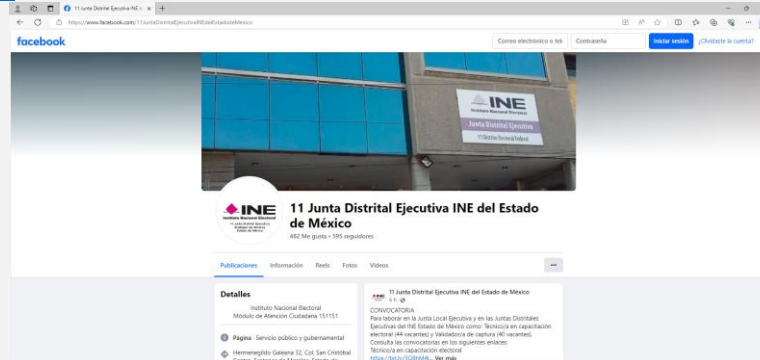 11 Junta Distrital Ejecutiva INE d
https://www.facebook.com/11JuntaDistritalEjecutivaINEdelEstadodeMexico
facebook
Correo electrónico o tel
Contraseña
Iniciar sesión
¿Olvidaste la cuenta?
INE
Instituto Nacional Electoral
Junta Distrital Ejecutiva
11 Distrito Electoral Federal
INE
Instituto Nacional Electoral
11 Junta Distrital Ejecutiva INE del Estado
de México
482 Me gusta • 595 seguidores
Publicaciones Información Reels Fotos Videos
Detalles
Instituto Nacional Electoral
Módulo de Atención Ciudadana 151151
Página · Servicio público y gubernamental
Hermenegildo Galeana 32, Col. San Cristóbal
11 Junta Distrital Ejecutiva INE del Estado de México
CONVOCATORIA
Para laborar en la Junta Local Ejecutiva y en las Juntas Distritales
Ejecutivas del INE Estado de México como: Técnico/a en capacitación
electoral (44 vacantes) y Validador/a de captura (40 vacantes).
Consulta las convocatorias en los siguientes enlaces:
Técnico/a en capacitación electoral
Ver más